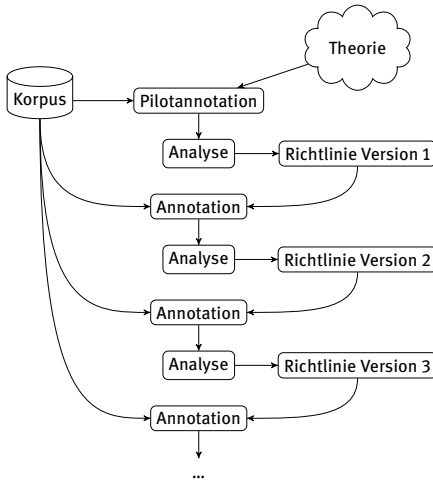 Theorie
Korpus
Pilotannotation
Analyse
Richtlinie Version 1
Annotation
Analyse
Richtlinie Version 2
Annotation
Analyse
Richtlinie Version 3
Annotation
...